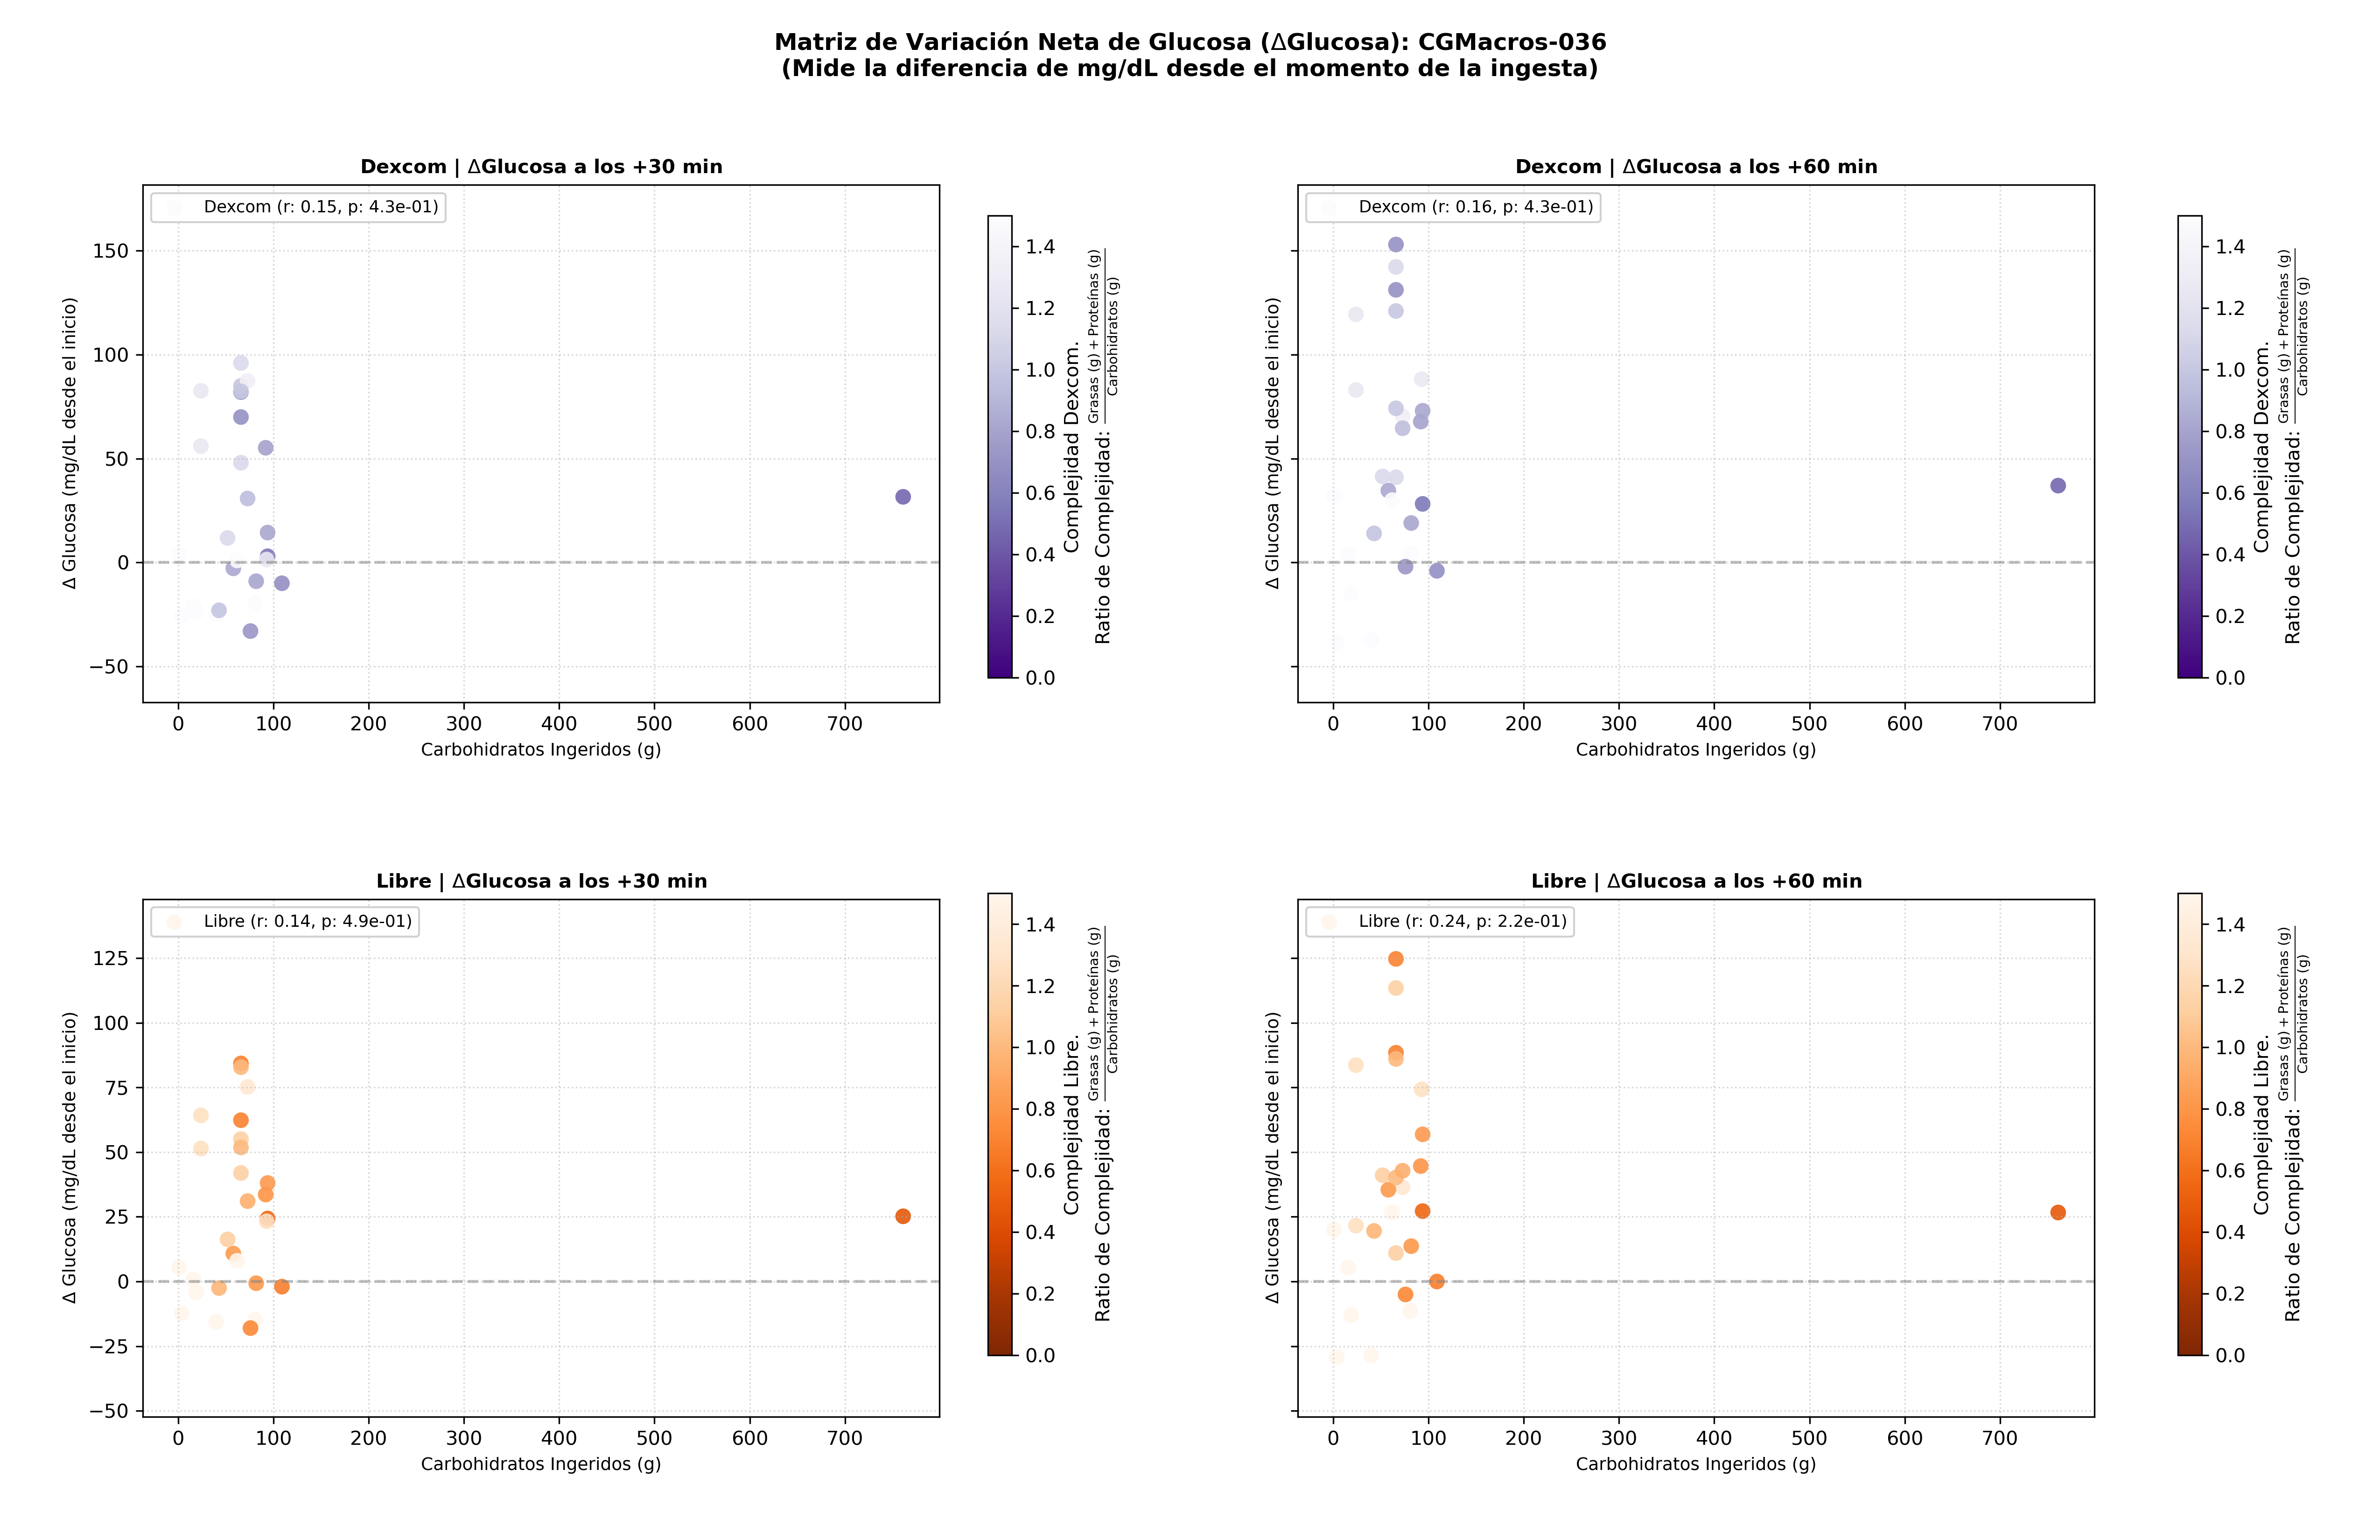 Matriz de Variación Neta de Glucosa (ΔGlucosa): CGMacros-036
(Mide la diferencia de mg/dL desde el momento de la ingesta)
Dexcom | ΔGlucosa a los +30 min
Dexcom (r: 0.15, p: 4.3e-01)
Δ Glucosa (mg/dL desde el inicio)
150
100
50
0
−50
0 100 200 300 400 500 600 700
Carbohidratos Ingeridos (g)
1.4
1.2
1.0
0.8
0.6
0.4
0.2
0.0
Complejidad Dexcom.
Ratio de Complejidad: Grasas (g) + Proteínas (g)
Carbohidratos (g)
Dexcom | ΔGlucosa a los +60 min
Dexcom (r: 0.16, p: 4.3e-01)
Δ Glucosa (mg/dL desde el inicio)
0 100 200 300 400 500 600 700
Carbohidratos Ingeridos (g)
1.4
1.2
1.0
0.8
0.6
0.4
0.2
0.0
Complejidad Dexcom.
Ratio de Complejidad: Grasas (g) + Proteínas (g)
Carbohidratos (g)
Libre | ΔGlucosa a los +30 min
Libre (r: 0.14, p: 4.9e-01)
Δ Glucosa (mg/dL desde el inicio)
125
100
75
50
25
0
−25
−50
0 100 200 300 400 500 600 700
Carbohidratos Ingeridos (g)
1.4
1.2
1.0
0.8
0.6
0.4
0.2
0.0
Complejidad Libre.
Ratio de Complejidad: Grasas (g) + Proteínas (g)
Carbohidratos (g)
Libre | ΔGlucosa a los +60 min
Libre (r: 0.24, p: 2.2e-01)
Δ Glucosa (mg/dL desde el inicio)
0 100 200 300 400 500 600 700
Carbohidratos Ingeridos (g)
1.4
1.2
1.0
0.8
0.6
0.4
0.2
0.0
Complejidad Libre.
Ratio de Complejidad: Grasas (g) + Proteínas (g)
Carbohidratos (g)